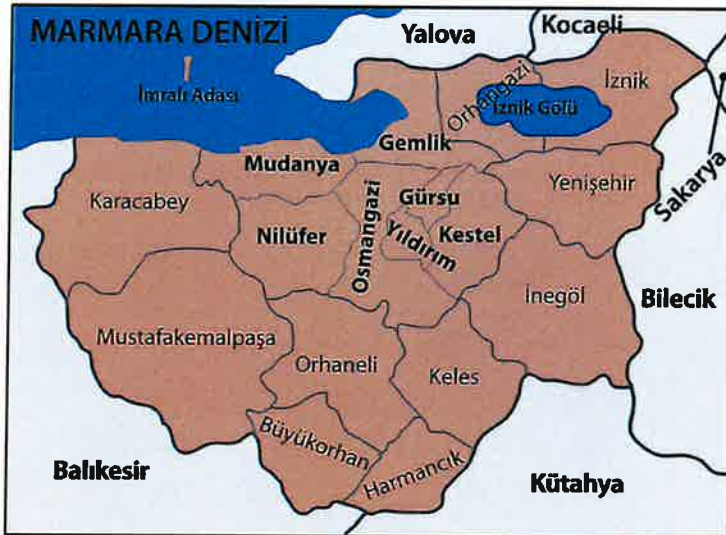 MARMARA DENİZİ
Yalova
Kocaeli
İmralı Adası
Orhangazi
İznik
İznik Gölü
Gemlik
Mudanya
Karacabey
Gürsu
Yenişehir
Sakarya
Nilüfer
Osmangazi
Yıldırım
Kestel
İnegöl
Bilecik
Mustafakemalpaşa
Orhaneli
Keles
Büyükorhan
Harmancık
Balıkesir
Kütahya